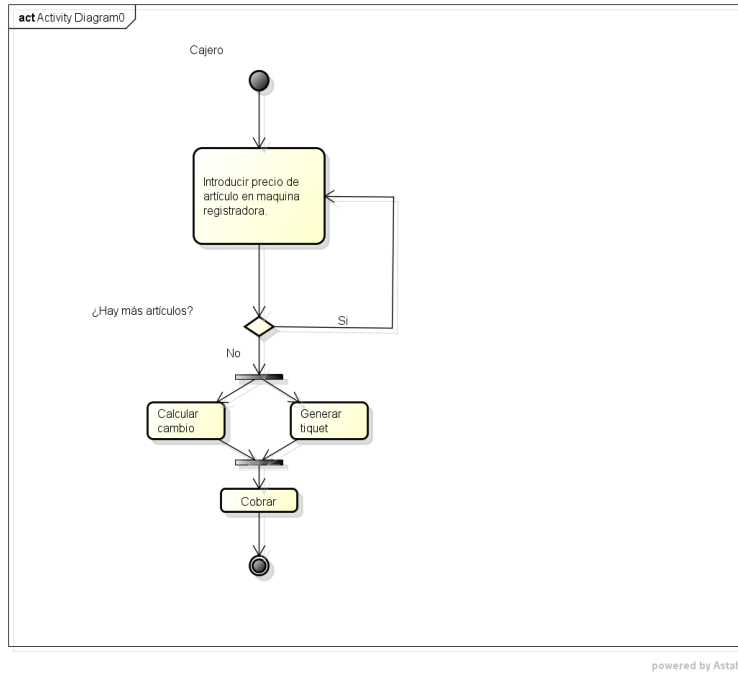 act Activity Diagram0
Cajero
Introducir precio de
artículo en maquina
registradora.
¿Hay más artículos?
Si
No
Calcular
cambio
Generar
tiquet
Cobrar
powered by Astah